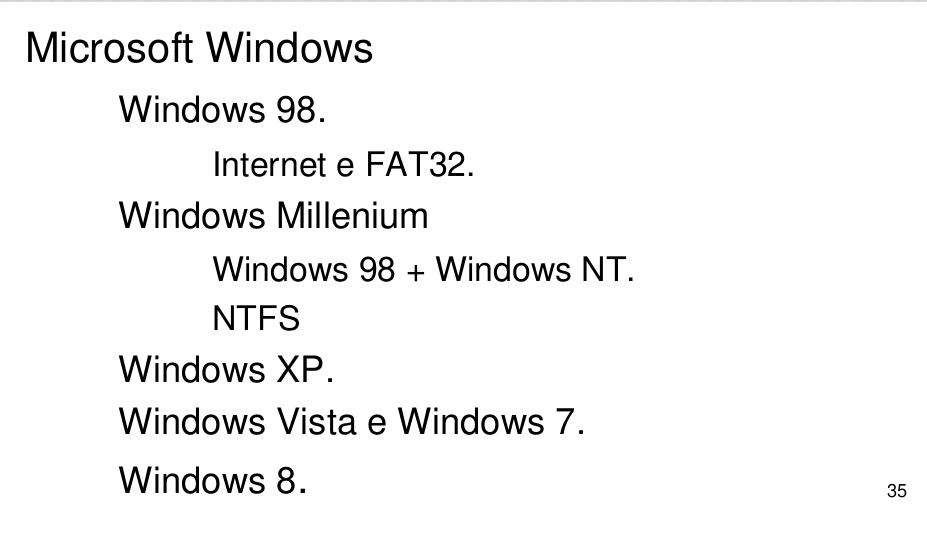 Microsoft Windows
Windows 98.
Internet e FAT32.
Windows Millenium
Windows 98 + Windows NT.
NTFS
Windows XP.
Windows Vista e Windows 7.
Windows 8.
35